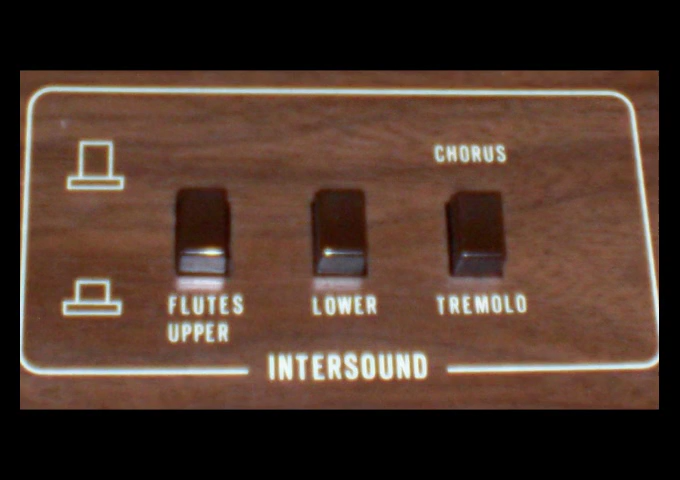 CHORUS
FLUTES
UPPER
LOWER
TREMOLO
INTERSOUND